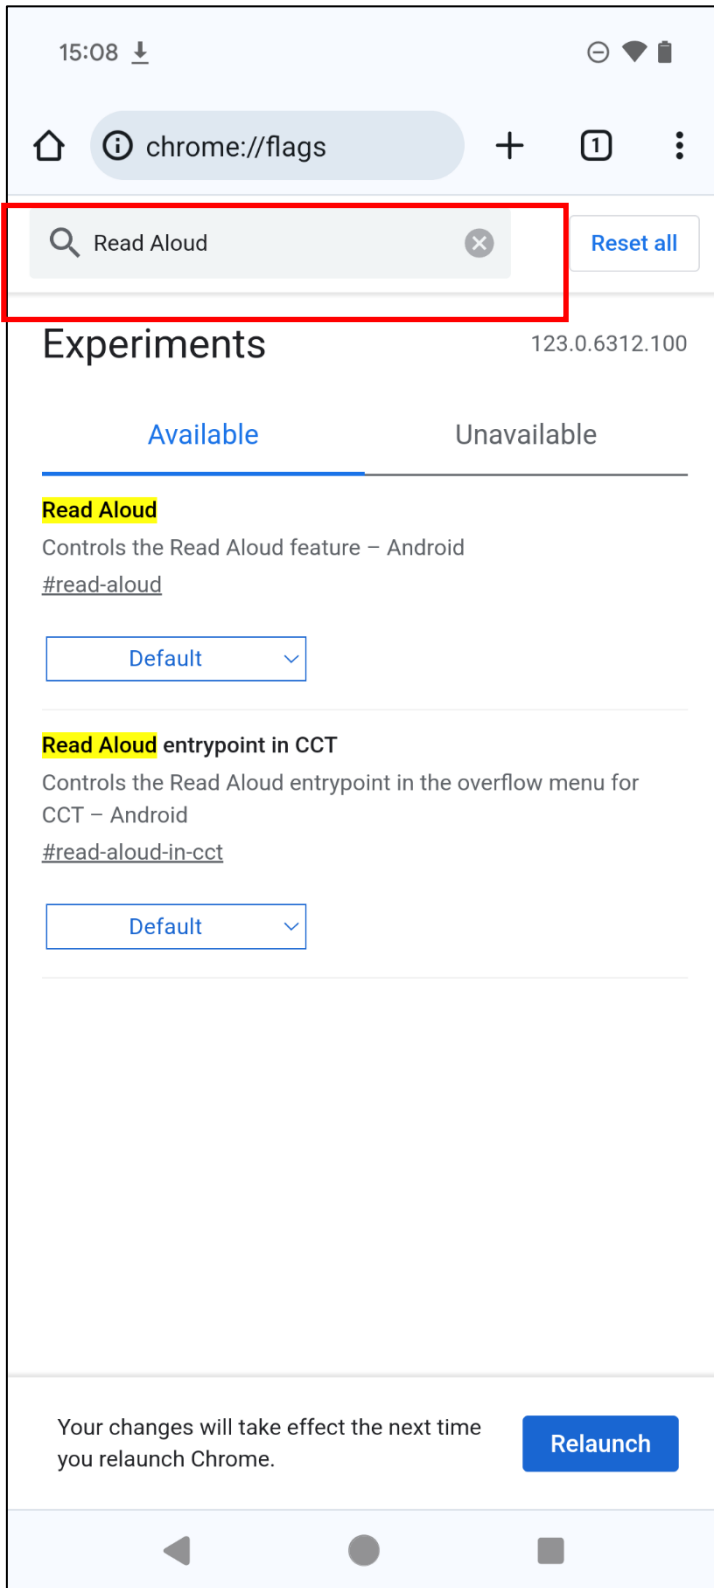 15:08
chrome://flags
1
Read Aloud
Reset all
Experiments
123.0.6312.100
Available
Unavailable
Read Aloud
Controls the Read Aloud feature – Android
#read-aloud
Default
Read Aloud entrypoint in CCT
Controls the Read Aloud entrypoint in the overflow menu for
CCT – Android
#read-aloud-in-cct
Default
Your changes will take effect the next time
you relaunch Chrome.
Relaunch